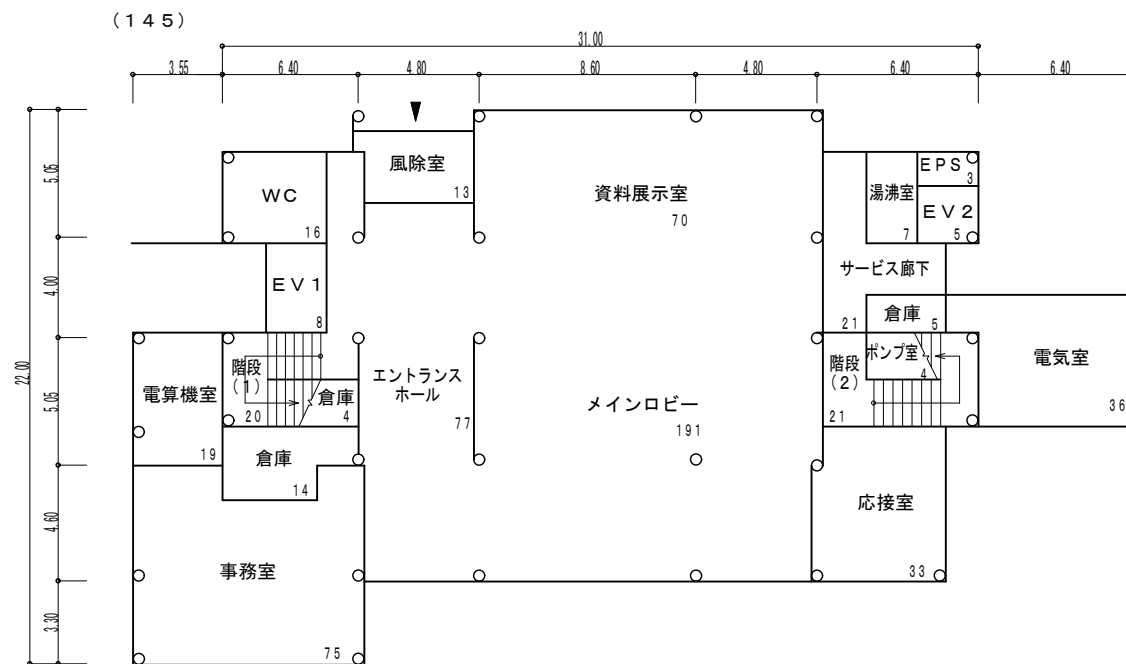 (145)
31.00
3.55 6.40 4.80 8.60 4.80 6.40 6.40
22.00
5.05
4.00
5.05
4.60
3.30
風除室
13
WC
16
資料展示室
70
EPS
3
湯沸室
7
EV2
5
EV1
8
サービス廊下
21
倉庫
5
電算機室
19
階段
(1)
20
倉庫
4
エントランス
ホール
77
メインロビー
191
階段
(2)
21
ポンプ室
4
電気室
36
倉庫
14
応接室
33
事務室
75